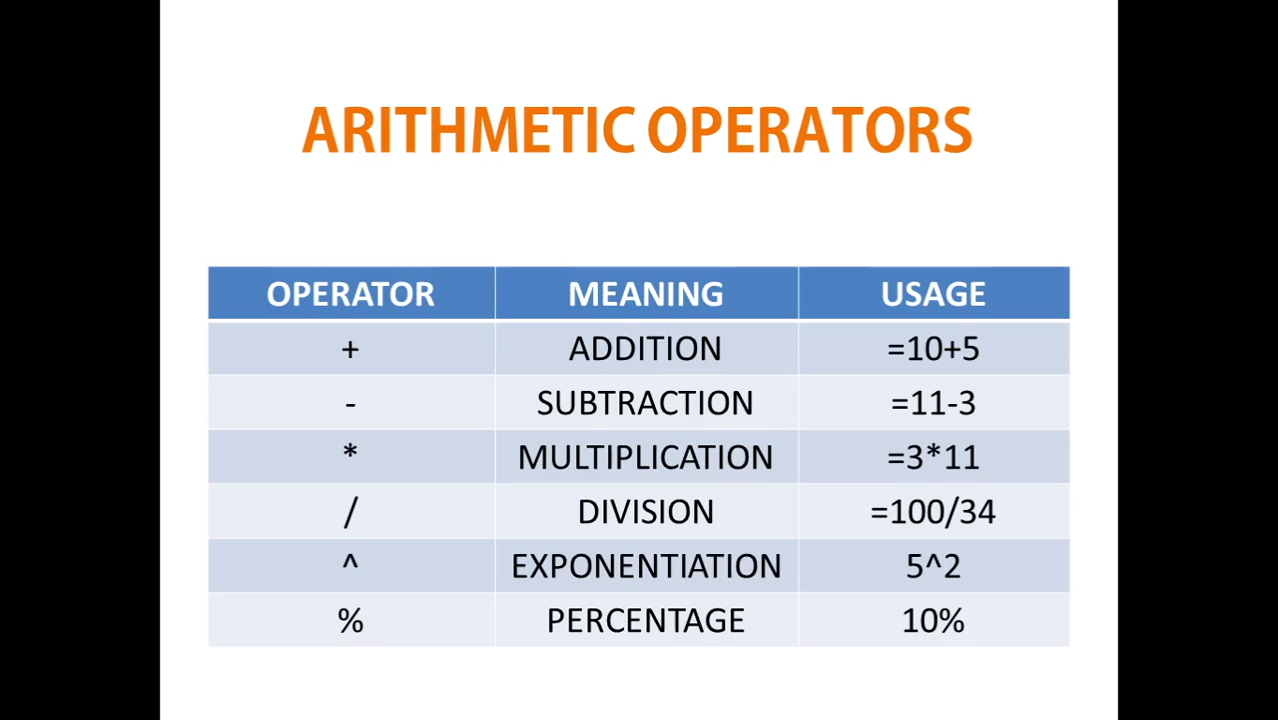 ARITHMETIC OPERATORS
OPERATOR MEANING USAGE
+ ADDITION =10+5
- SUBTRACTION =11-3
* MULTIPLICATION =3*11
/ DIVISION =100/34
^ EXPONENTIATION 5^2
% PERCENTAGE 10%